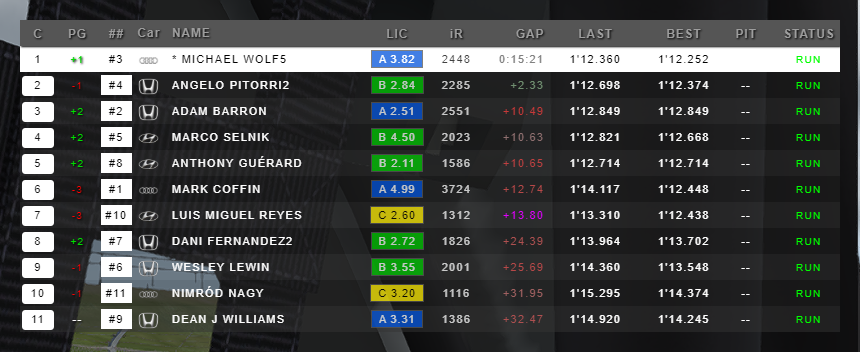 C PG ## Car NAME LIC iR GAP LAST BEST PIT STATUS
1 +1 #3 * MICHAEL WOLF5 A 3.82 2448 0:15:21 1'12.360 1'12.252 RUN
2 -1 #4 ANGELO PITORRI2 B 2.84 2285 +2.33 1'12.698 1'12.374 -- RUN
3 +2 #2 ADAM BARRON A 2.51 2551 +10.49 1'12.849 1'12.849 -- RUN
4 +2 #5 MARCO SELNIK B 4.50 2023 +10.63 1'12.821 1'12.668 -- RUN
5 +2 #8 ANTHONY GUÉRARD B 2.11 1586 +10.65 1'12.714 1'12.714 -- RUN
6 -3 #1 MARK COFFIN A 4.99 3724 +12.74 1'14.117 1'12.448 -- RUN
7 -3 #10 LUIS MIGUEL REYES C 2.60 1312 +13.80 1'13.310 1'12.438 -- RUN
8 +2 #7 DANI FERNANDEZ2 B 2.72 1826 +24.39 1'13.964 1'13.702 -- RUN
9 -1 #6 WESLEY LEWIN B 3.55 2001 +25.69 1'14.360 1'13.548 -- RUN
10 -1 #11 NIMRÓD NAGY C 3.20 1116 +31.95 1'15.295 1'14.374 -- RUN
11 -- #9 DEAN J WILLIAMS A 3.31 1386 +32.47 1'14.920 1'14.245 -- RUN